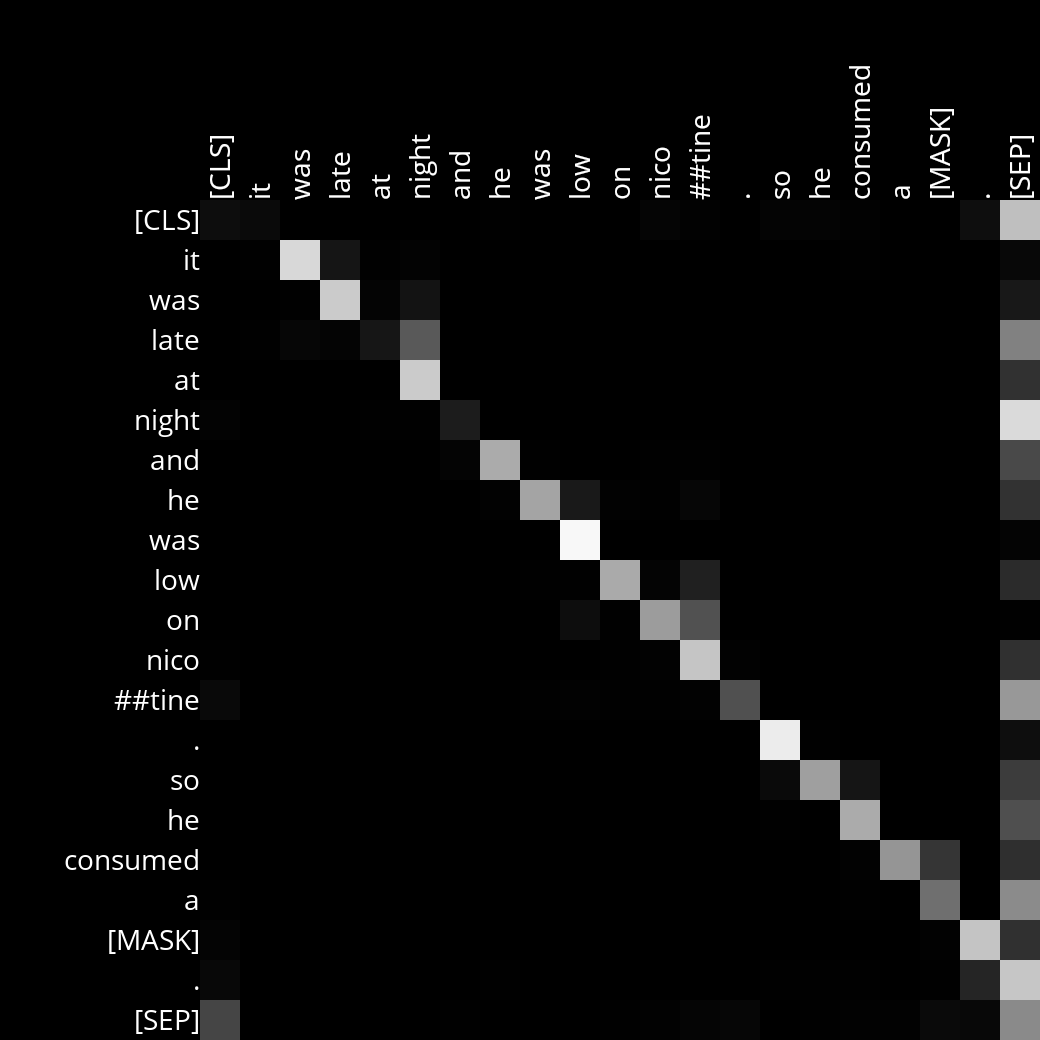 [CLS] it was late at night and he was low on nico ##tine . so he consumed a [MASK] . [SEP]
[CLS]
it
was
late
at
night
and
he
was
low
on
nico
##tine
.
so
he
consumed
a
[MASK]
.
[SEP]